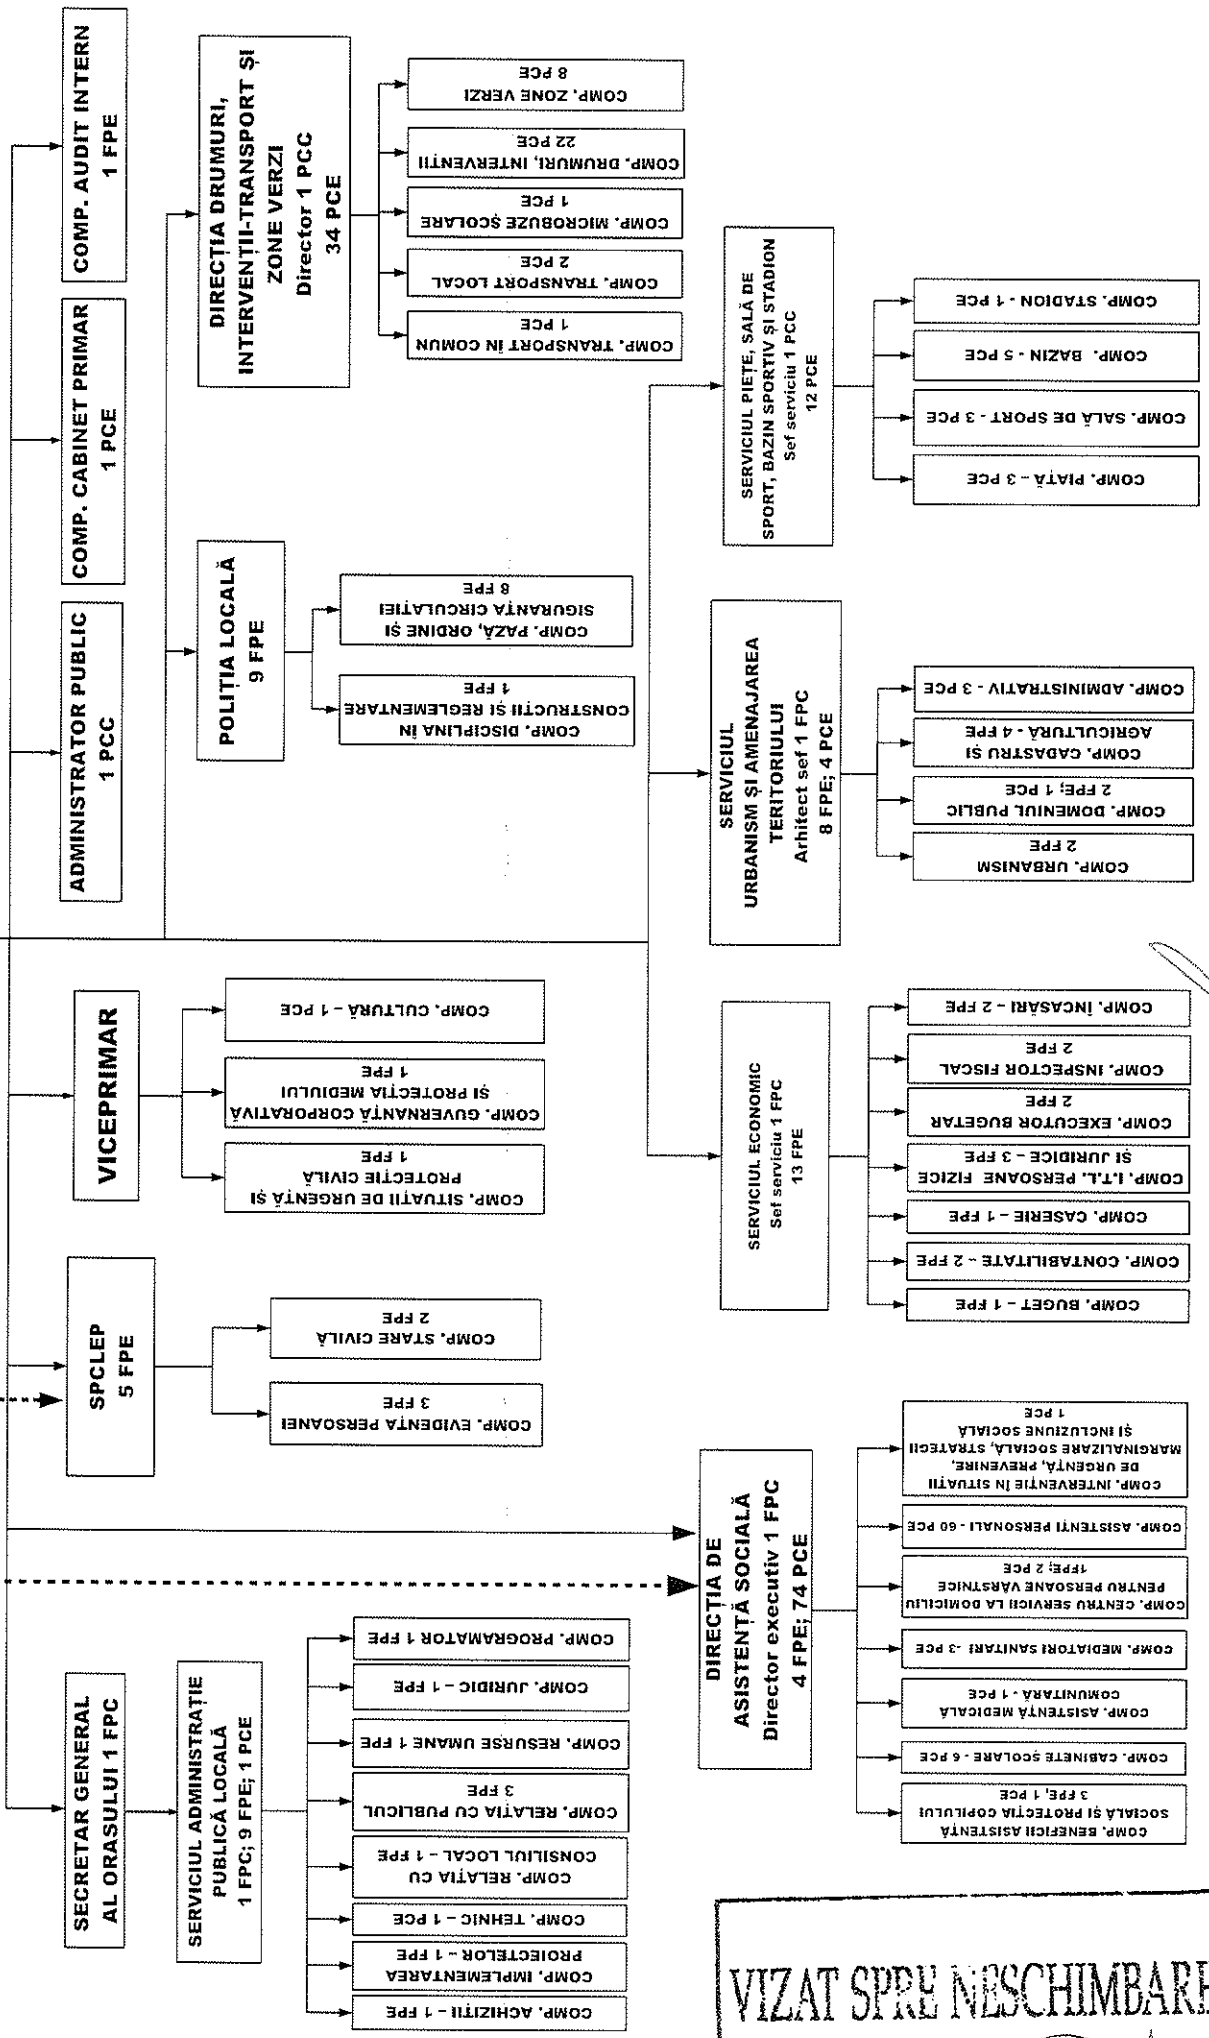 SECRETAR GENERAL
AL ORASULUI 1 FPC
SPCLEP
5 FPE
VICEPRIMAR
ADMINISTRATOR PUBLIC
1 PCC
COMP. CABINET PRIMAR
1 PCE
COMP. AUDIT INTERN
1 FPE
SERVICIUL ADMINISTRAȚIE
PUBLICĂ LOCALĂ
1 FPC; 9 FPE; 1 PCE
COMP. ACHIZIȚII – 1 FPE
COMP. IMPLEMENTAREA
PROIECTELOR – 1 FPE
COMP. TEHNIC – 1 PCE
COMP. RELAȚIA CU
CONSILIUL LOCAL – 1 FPE
COMP. RELAȚIA CU PUBLICUL
3 FPE
COMP. RESURSE UMANE 1 FPE
COMP. JURIDIC – 1 FPE
COMP. PROGRAMATOR 1 FPE
COMP. EVIDENȚA PERSOANEI
3 FPE
COMP. STARE CIVILĂ
2 FPE
COMP. SITUAȚII DE URGENȚĂ ȘI
PROTECȚIE CIVILĂ
1 FPE
COMP. GUVERNANȚĂ CORPORATIVĂ
ȘI PROTECȚIA MEDIULUI
1 FPE
COMP. CULTURĂ – 1 PCE
POLIȚIA LOCALĂ
9 FPE
COMP. DISCIPLINA ÎN
CONSTRUCȚII ȘI REGLEMENTARE
1 FPE
COMP. PAZĂ, ORDINE ȘI
SIGURANȚA CIRCULAȚIEI
8 FPE
DIRECȚIA DRUMURI,
INTERVENȚII-TRANSPORT ȘI
ZONE VERZI
Director 1 PCC
34 PCE
COMP. TRANSPORT ÎN COMUN
1 PCE
COMP. TRANSPORT LOCAL
2 PCE
COMP. MICROBUZE ȘCOLARE
1 PCE
COMP. DRUMURI, INTERVENȚII
22 PCE
COMP. ZONE VERZI
8 PCE
DIRECȚIA DE
ASISTENȚĂ SOCIALĂ
Director executiv 1 FPC
4 FPE; 74 PCE
COMP. BENEFICII ASISTENȚĂ
SOCIALĂ ȘI PROTECȚIA COPILULUI
3 FPE, 1 PCE
COMP. CABINETE ȘCOLARE - 6 PCE
COMP. ASISTENȚĂ MEDICALĂ
COMUNITARĂ - 1 PCE
COMP. MEDIATORI SANITARI -3 PCE
COMP. CENTRU SERVICII LA DOMICILIU
PENTRU PERSOANE VÂRSTNICE
1FPE; 2 PCE
COMP. ASISTENȚI PERSONALI - 60 PCE
COMP. INTERVENȚIE ÎN SITUAȚII
DE URGENȚĂ, PREVENIRE,
MARGINALIZARE SOCIALĂ, STRATEGII
ȘI INCLUZIUNE SOCIALĂ
1 PCE
SERVICIUL ECONOMIC
Sef serviciu 1 FPC
13 FPE
COMP. BUGET – 1 FPE
COMP. CONTABILITATE – 2 FPE
COMP. CASERIE – 1 FPE
COMP. I.T.L. PERSOANE FIZICE
ȘI JURIDICE – 3 FPE
COMP. EXECUTOR BUGETAR
2 FPE
COMP. INSPECTOR FISCAL
2 FPE
COMP. ÎNCASĂRI – 2 FPE
SERVICIUL
URBANISM ȘI AMENAJAREA
TERITORIULUI
Arhitect sef 1 FPC
8 FPE; 4 PCE
COMP. URBANISM
2 FPE
COMP. DOMENIUL PUBLIC
2 FPE; 1 PCE
COMP. CADASTRU ȘI
AGRICULTURĂ - 4 FPE
COMP. ADMINISTRATIV - 3 PCE
SERVICIUL PIEȚE, SALĂ DE
SPORT, BAZIN SPORTIV ȘI STADION
Sef serviciu 1 PCC
12 PCE
COMP. PIAȚĂ – 3 PCE
COMP. SALĂ DE SPORT - 3 PCE
COMP. BAZIN - 5 PCE
COMP. STADION - 1 PCE
VIZAT SPRE NESCHIMBARE